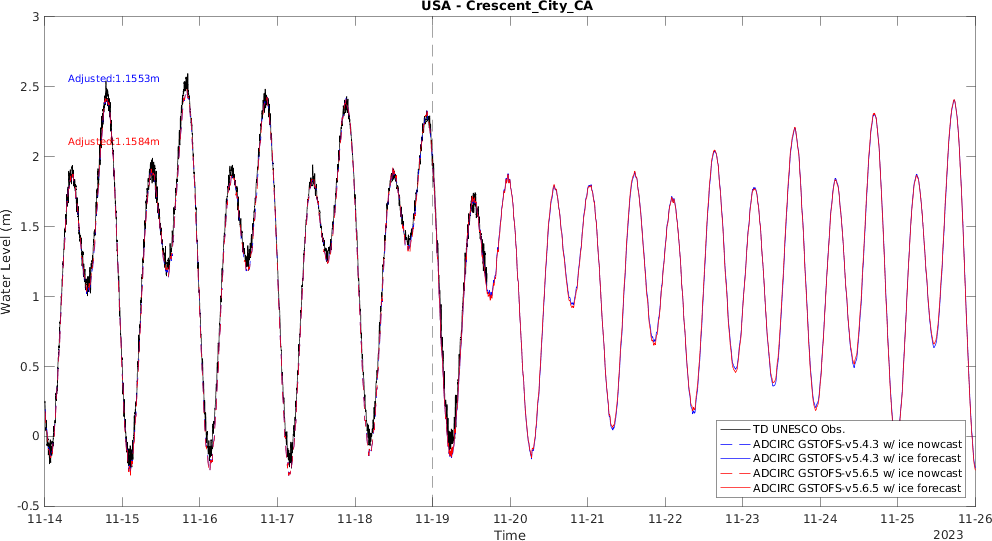 USA - Crescent_City_CA
3
2.5
2
1.5
1
0.5
0
-0.5
Water Level (m)
Adjusted:1.1553m
Adjusted:1.1584m
TD UNESCO Obs.
ADCIRC GSTOFS-v5.4.3 w/ ice nowcast
ADCIRC GSTOFS-v5.4.3 w/ ice forecast
ADCIRC GSTOFS-v5.6.5 w/ ice nowcast
ADCIRC GSTOFS-v5.6.5 w/ ice forecast
11-14 11-15 11-16 11-17 11-18 11-19 11-20 11-21 11-22 11-23 11-24 11-25 11-26
Time
2023